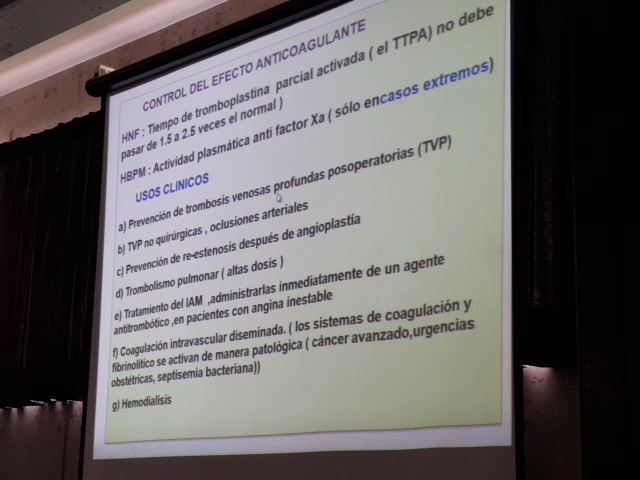 CONTROL DEL EFECTO ANTICOAGULANTE
HNF : Tiempo de tromboplastina parcial activada ( el TTPA) no debe
pasar de 1.5 a 2.5 veces el normal )
HBPM : Actividad plasmática anti factor Xa ( sólo encasos extremos)
USOS CLINICOS
a) Prevención de trombosis venosas profundas posoperatorias (TVP)
b) TVP no quirúrgicas , oclusiones arteriales
c) Prevención de re-estenosis después de angioplastía
d) Trombolismo pulmonar ( altas dosis )
e) Tratamiento del IAM ,administrarlas inmediatamente de un agente
antitrombótico ,en pacientes con angina inestable
f) Coagulación intravascular diseminada. ( los sistemas de coagulación y
fibrinolítico se activan de manera patológica ( cáncer avanzado,urgencias
obstétricas, septisemia bacteriana))
g) Hemodialisis